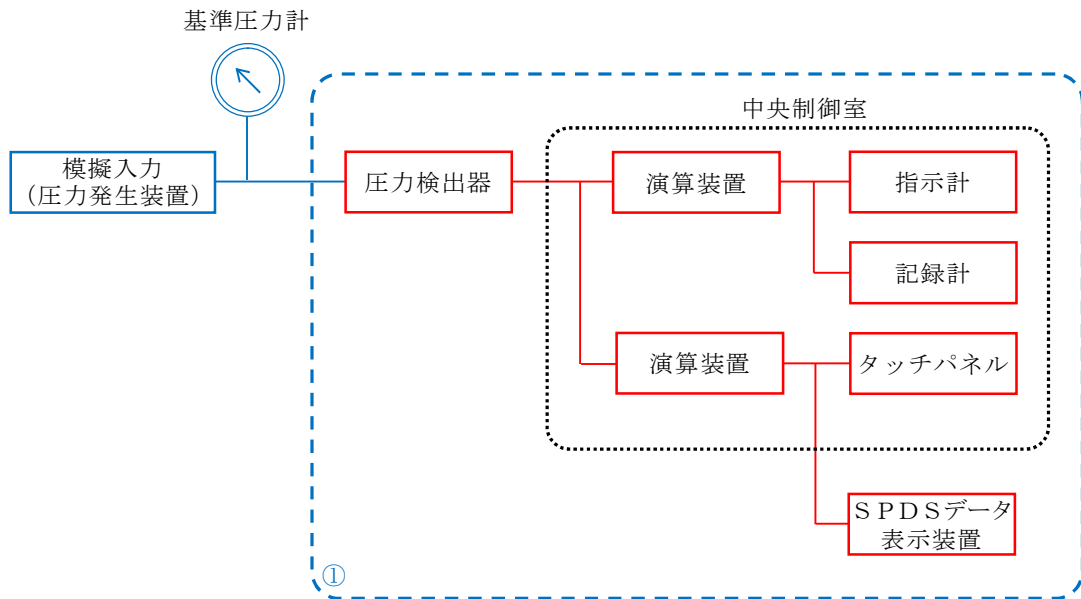 基準圧力計
中央制御室
模擬入力
（圧力発生装置）
圧力検出器
演算装置
指示計
記録計
演算装置
タッチパネル
ＳＰＤＳデータ
表示装置
①